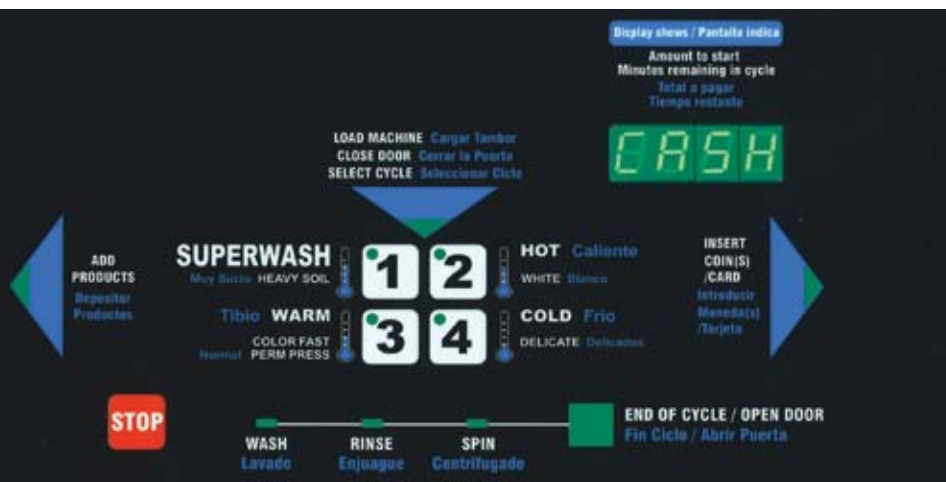 Display shews / Pantalta indica
Amount to start
Minutes remaining in cycle
Total a pagar
Tiempo restante
CASH
LOAD MACHINE Cargar Tambor
CLOSE DOOR Cerrar la Puerta
SELECT CYCLE Seleccionar Ciclo
ADD
PRODUCTS
Depositar
Productos
SUPERWASH
Muy Sucio HEAVY SOIL
1
2
HOT Caliente
WHITE Blanco
INSERT
COIN(S)
/CARD
Introducir
Moneda(s)
/Tarjeta
Tibio WARM
COLOR FAST
Normal PERM PRESS
3
4
COLD Frio
DELICATE Delicados
STOP
WASH
Lavado
RINSE
Enjuague
SPIN
Centrifugado
END OF CYCLE / OPEN DOOR
Fin Ciclo / Abrir Puerta